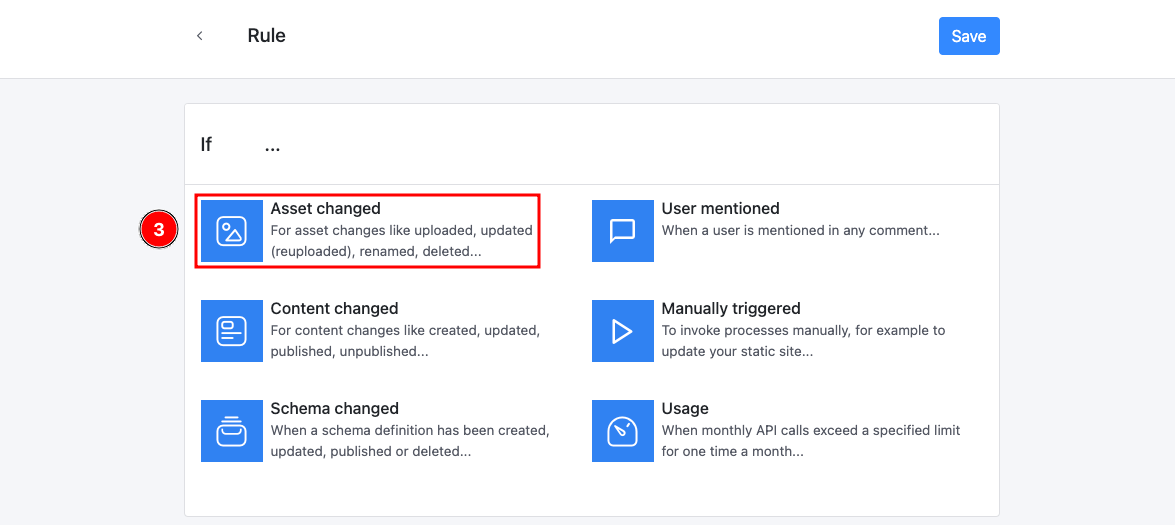 Rule
Save
If ...
3
Asset changed
For asset changes like uploaded, updated
(reuploaded), renamed, deleted...
User mentioned
When a user is mentioned in any comment...
Content changed
For content changes like created, updated,
published, unpublished...
Manually triggered
To invoke processes manually, for example to
update your static site...
Schema changed
When a schema definition has been created,
updated, published or deleted...
Usage
When monthly API calls exceed a specified limit
for one time a month...